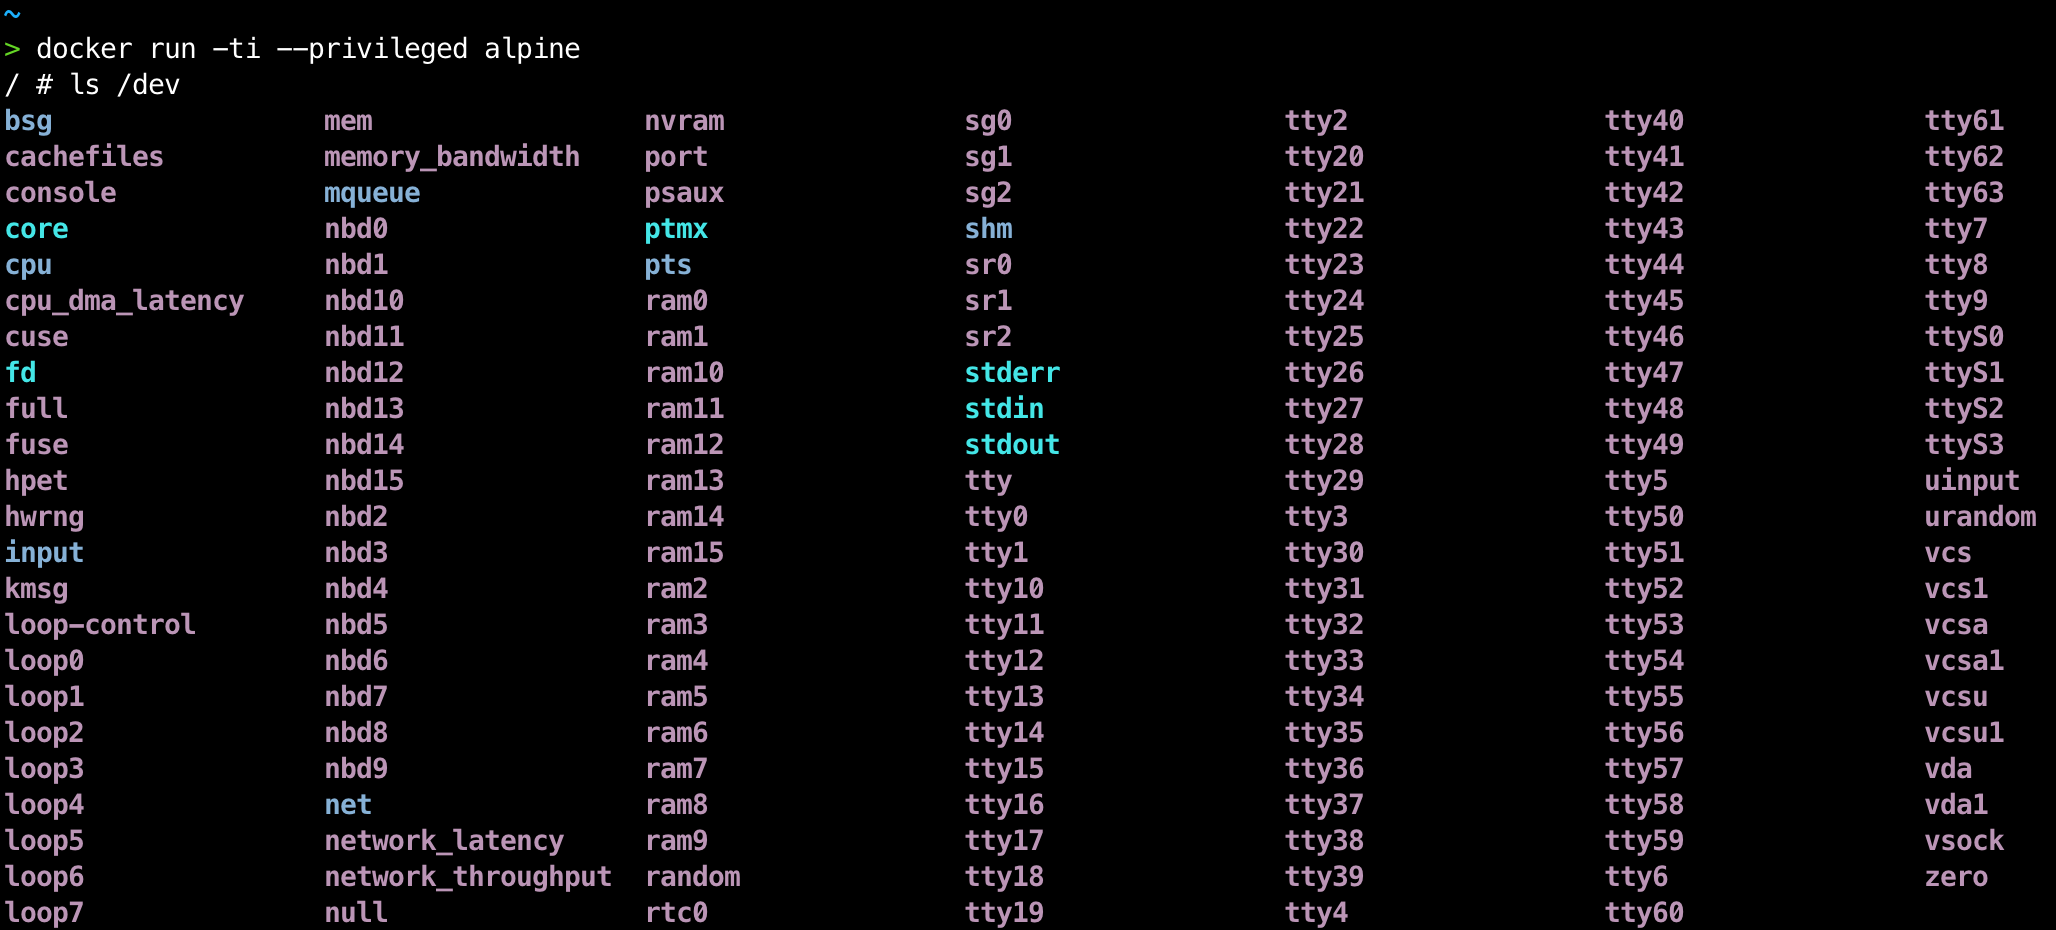 ~
> docker run -ti --privileged alpine
/ # ls /dev
bsg mem nvram sg0 tty2 tty40 tty61
cachefiles memory_bandwidth port sg1 tty20 tty41 tty62
console mqueue psaux sg2 tty21 tty42 tty63
core nbd0 ptmx shm tty22 tty43 tty7
cpu nbd1 pts sr0 tty23 tty44 tty8
cpu_dma_latency nbd10 ram0 sr1 tty24 tty45 tty9
cuse nbd11 ram1 sr2 tty25 tty46 ttyS0
fd nbd12 ram10 stderr tty26 tty47 ttyS1
full nbd13 ram11 stdin tty27 tty48 ttyS2
fuse nbd14 ram12 stdout tty28 tty49 ttyS3
hpet nbd15 ram13 tty tty29 tty5 uinput
hwrng nbd2 ram14 tty0 tty3 tty50 urandom
input nbd3 ram15 tty1 tty30 tty51 vcs
kmsg nbd4 ram2 tty10 tty31 tty52 vcs1
loop-control nbd5 ram3 tty11 tty32 tty53 vcsa
loop0 nbd6 ram4 tty12 tty33 tty54 vcsa1
loop1 nbd7 ram5 tty13 tty34 tty55 vcsu
loop2 nbd8 ram6 tty14 tty35 tty56 vcsu1
loop3 nbd9 ram7 tty15 tty36 tty57 vda
loop4 net ram8 tty16 tty37 tty58 vda1
loop5 network_latency ram9 tty17 tty38 tty59 vsock
loop6 network_throughput random tty18 tty39 tty6 zero
loop7 null rtc0 tty19 tty4 tty60